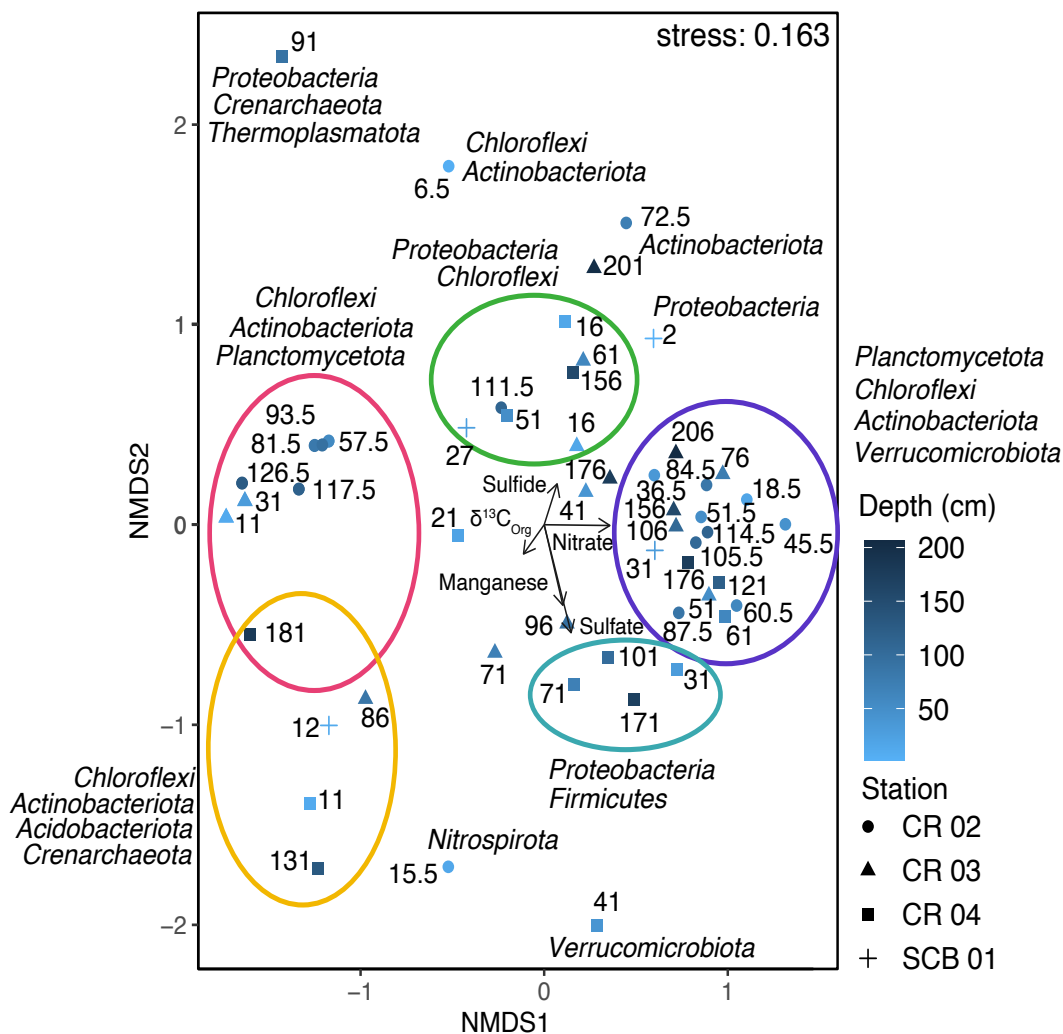 stress: 0.163
91
Proteobacteria
Crenarchaeota
Thermoplasmatota
2
Chloroflexi
Actinobacteriota
6.5
72.5
Actinobacteriota
Proteobacteria
Chloroflexi
201
Proteobacteria
2
Chloroflexi
Actinobacteriota
Planctomycetota
1
16
61
156
111.5
51
16
27
Planctomycetota
Chloroflexi
Actinobacteriota
Verrucomicrobiota
93.5
81.5
57.5
126.5
117.5
31
11
206
76
84.5
36.5
18.5
156
51.5
106
114.5
45.5
31
105.5
176
121
51
60.5
87.5
61
176
41
Sulfide
δ¹³C_Org
Nitrate
Manganese
Sulfate
21
0
96
71
181
86
12
11
131
101
71
31
171
Proteobacteria
Firmicutes
−1
Chloroflexi
Actinobacteriota
Acidobacteriota
Crenarchaeota
Nitrospirota
15.5
41
Verrucomicrobiota
−2
−1
0
1
NMDS1
NMDS2
Depth (cm)
200
150
100
50
Station
CR 02
CR 03
CR 04
SCB 01